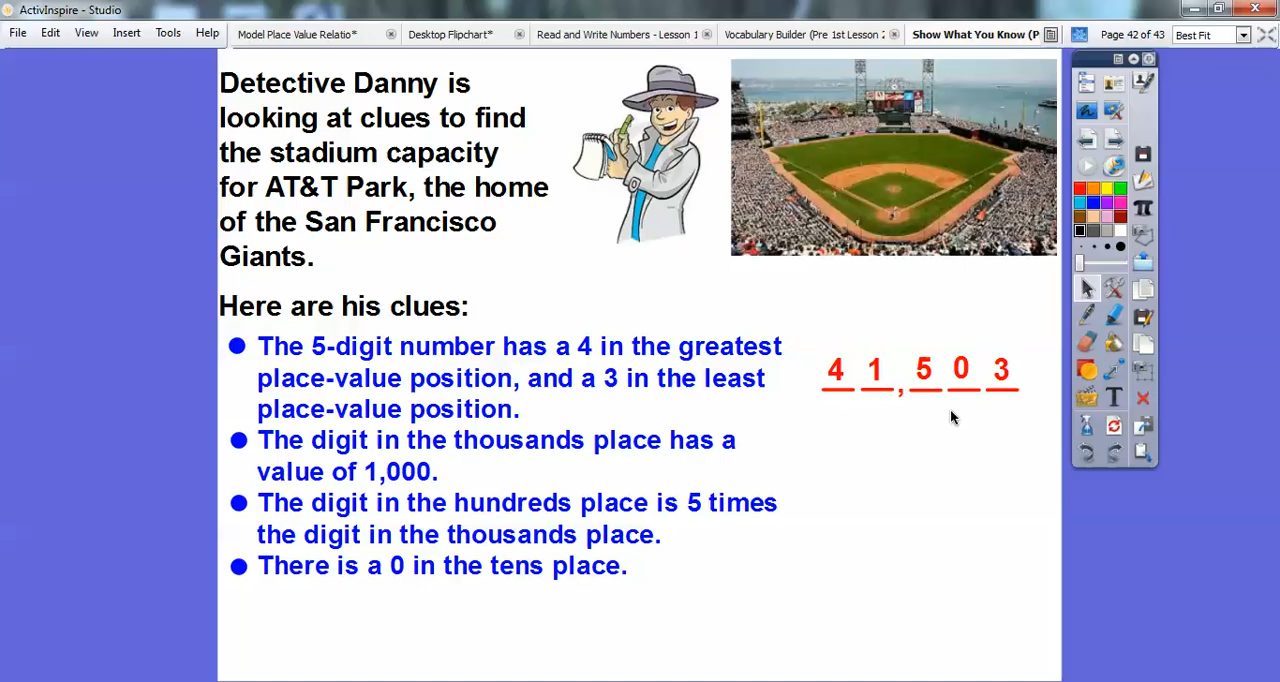 ActivInspire - Studio
File Edit View Insert Tools Help
Model Place Value Relatio* Desktop Flipchart* Read and Write Numbers - Lesson 1 Vocabulary Builder (Pre 1st Lesson 2 Show What You Know (P Page 42 of 43 Best Fit
Detective Danny is
looking at clues to find
the stadium capacity
for AT&T Park, the home
of the San Francisco
Giants.
Here are his clues:
● The 5-digit number has a 4 in the greatest
place-value position, and a 3 in the least
place-value position.
● The digit in the thousands place has a
value of 1,000.
● The digit in the hundreds place is 5 times
the digit in the thousands place.
● There is a 0 in the tens place.
4 1 , 5 0 3